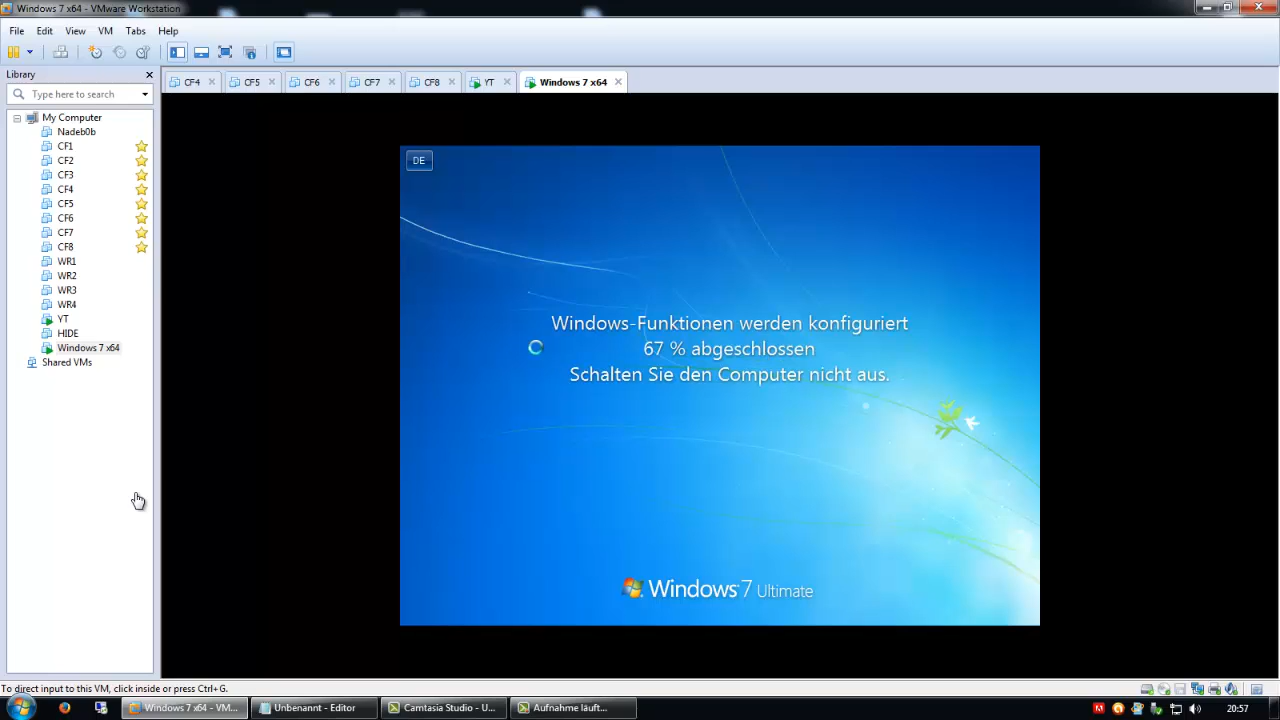 Windows 7 x64 - VMware Workstation
File Edit View VM Tabs Help
Library
Type here to search
CF4 CF5 CF6 CF7 CF8 YT Windows 7 x64
My Computer
Nadeb0b
CF1
CF2
CF3
CF4
CF5
CF6
CF7
CF8
WR1
WR2
WR3
WR4
YT
HIDE
Windows 7 x64
Shared VMs
DE
Windows-Funktionen werden konfiguriert
67 % abgeschlossen
Schalten Sie den Computer nicht aus.
Windows 7 Ultimate
To direct input to this VM, click inside or press Ctrl+G.
Windows 7 x64 - VM... Unbenannt - Editor Camtasia Studio - U... Aufnahme läuft... 20:57